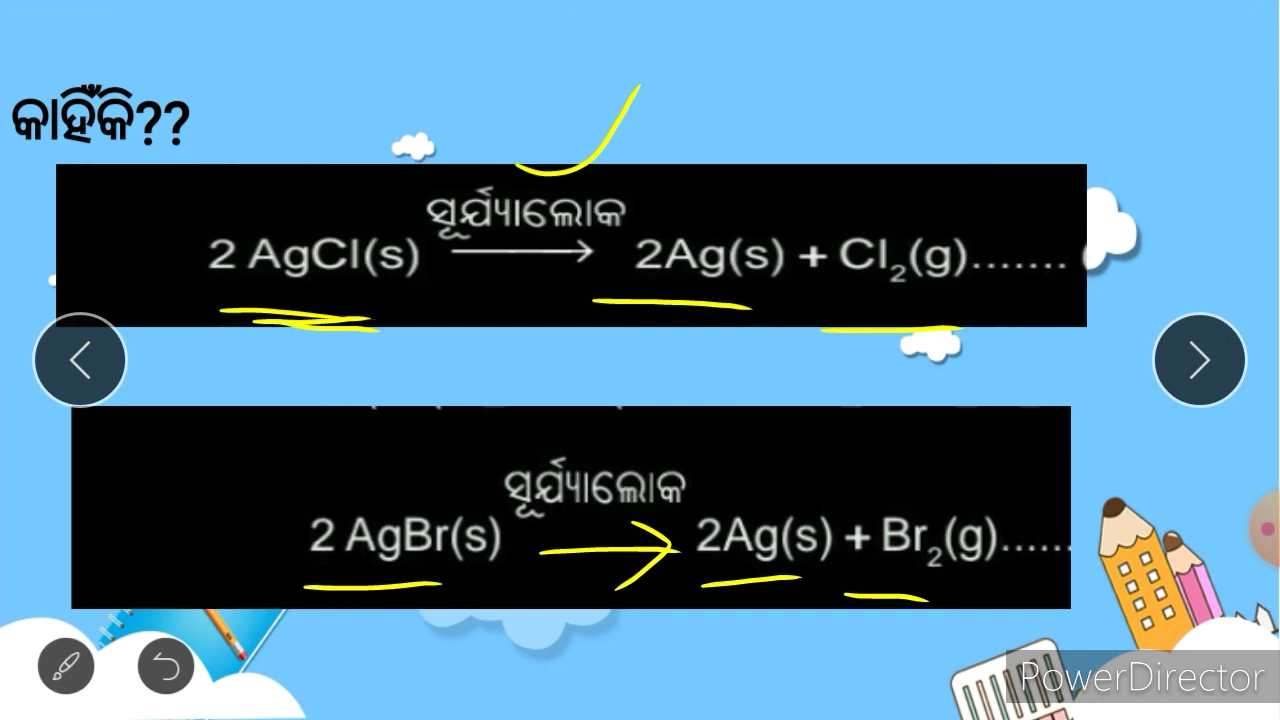 କାହିଁକି??
ସୂର୍ଯ୍ୟାଲୋକ
2 AgCl(s) → 2Ag(s) + Cl₂(g)....... (
ସୂର୍ଯ୍ୟାଲୋକ
2 AgBr(s) → 2Ag(s) + Br₂(g)......
PowerDirector